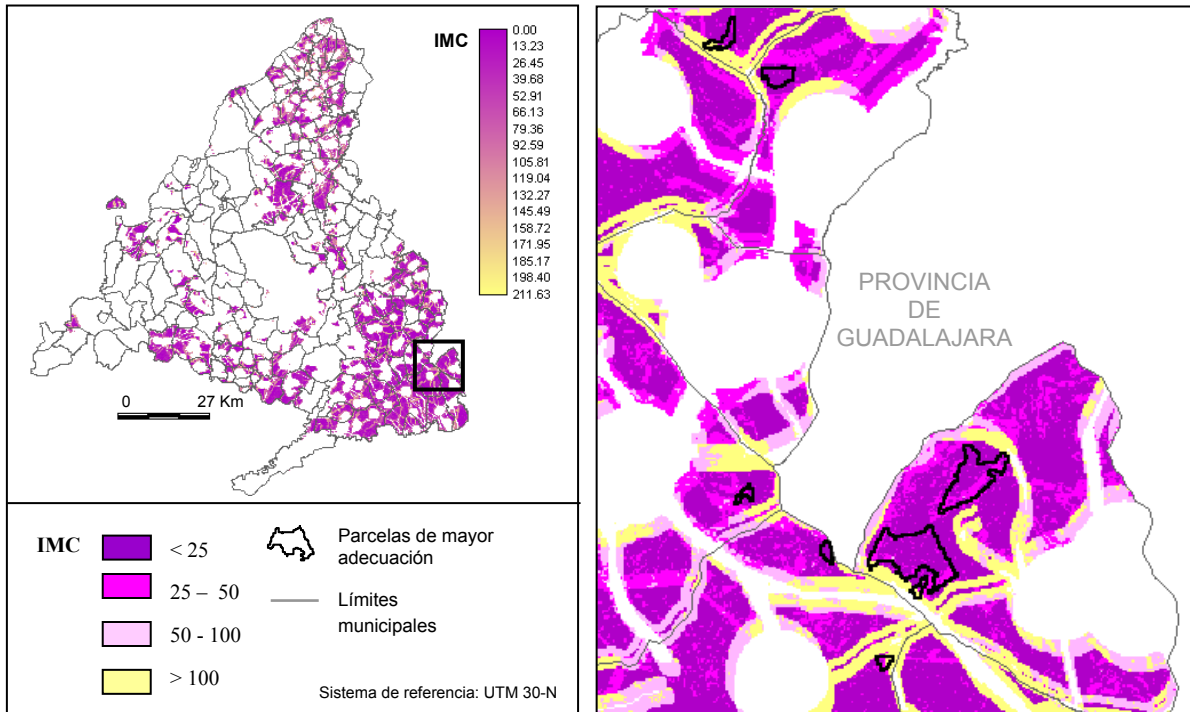 IMC
0.00
13.23
26.45
39.68
52.91
66.13
79.36
92.59
105.81
119.04
132.27
145.49
158.72
171.95
185.17
198.40
211.63
0 27 Km
IMC
< 25
25 – 50
50 - 100
> 100
Parcelas de mayor
adecuación
Límites
municipales
Sistema de referencia: UTM 30-N
PROVINCIA
DE
GUADALAJARA